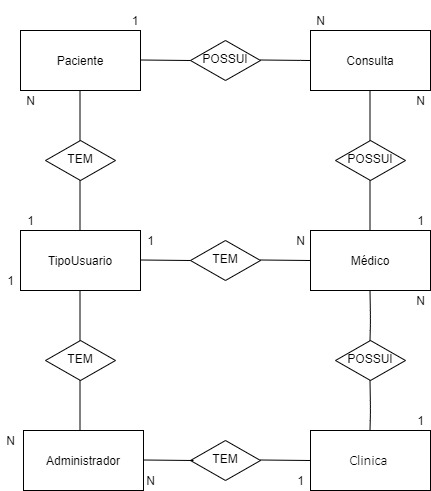 1
N
Paciente
POSSUI
Consulta
N
N
TEM
POSSUI
1
1
1
N
TipoUsuario
TEM
Médico
1
N
TEM
POSSUI
1
N
Administrador
TEM
Clinica
N
1